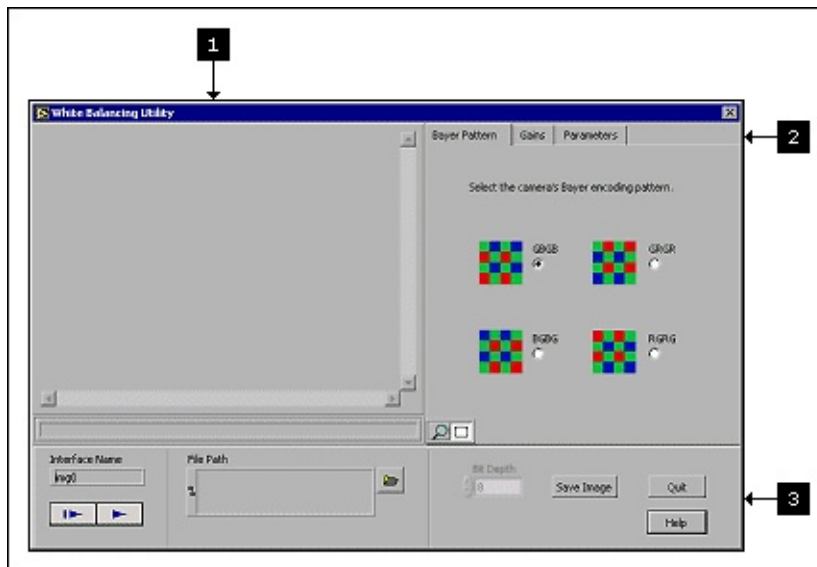 1
White Balancing Utility
Bayer Pattern Gains Parameters
2
Select the camera's Bayer encoding pattern.
GBGB
GRGR
BGBG
RGRG
Interface Name
img0
File Path
Bit Depth
8
Save Image
Quit
3
Help